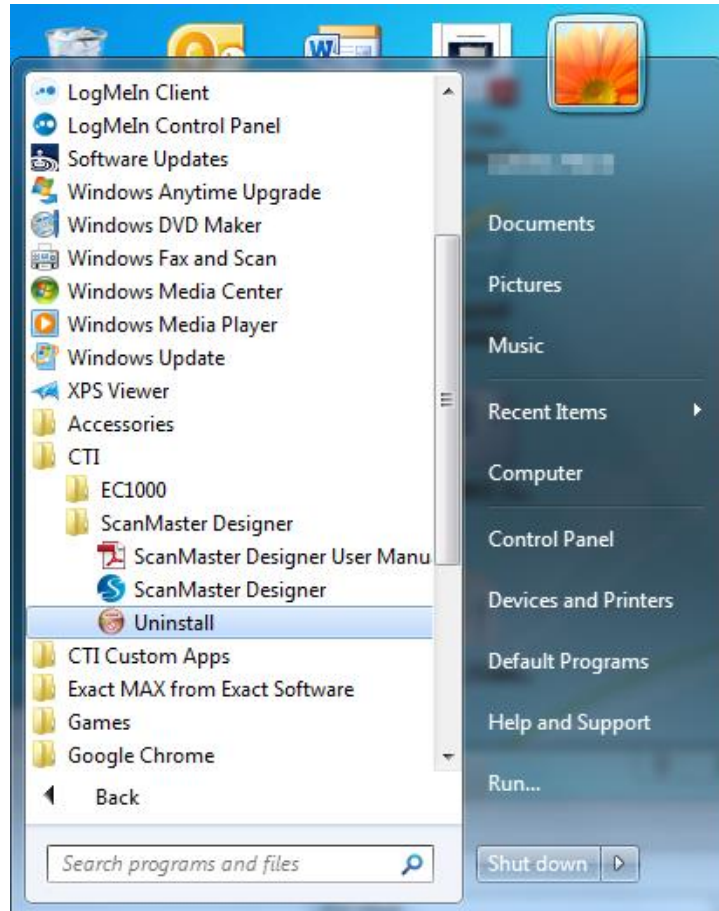 LogMeIn Client
LogMeIn Control Panel
Software Updates
Windows Anytime Upgrade
Windows DVD Maker
Windows Fax and Scan
Windows Media Center
Windows Media Player
Windows Update
XPS Viewer
Accessories
CTI
EC1000
ScanMaster Designer
ScanMaster Designer User Manu
ScanMaster Designer
Uninstall
CTI Custom Apps
Exact MAX from Exact Software
Games
Google Chrome
Back
Search programs and files
Documents
Pictures
Music
Recent Items
Computer
Control Panel
Devices and Printers
Default Programs
Help and Support
Run...
Shut down